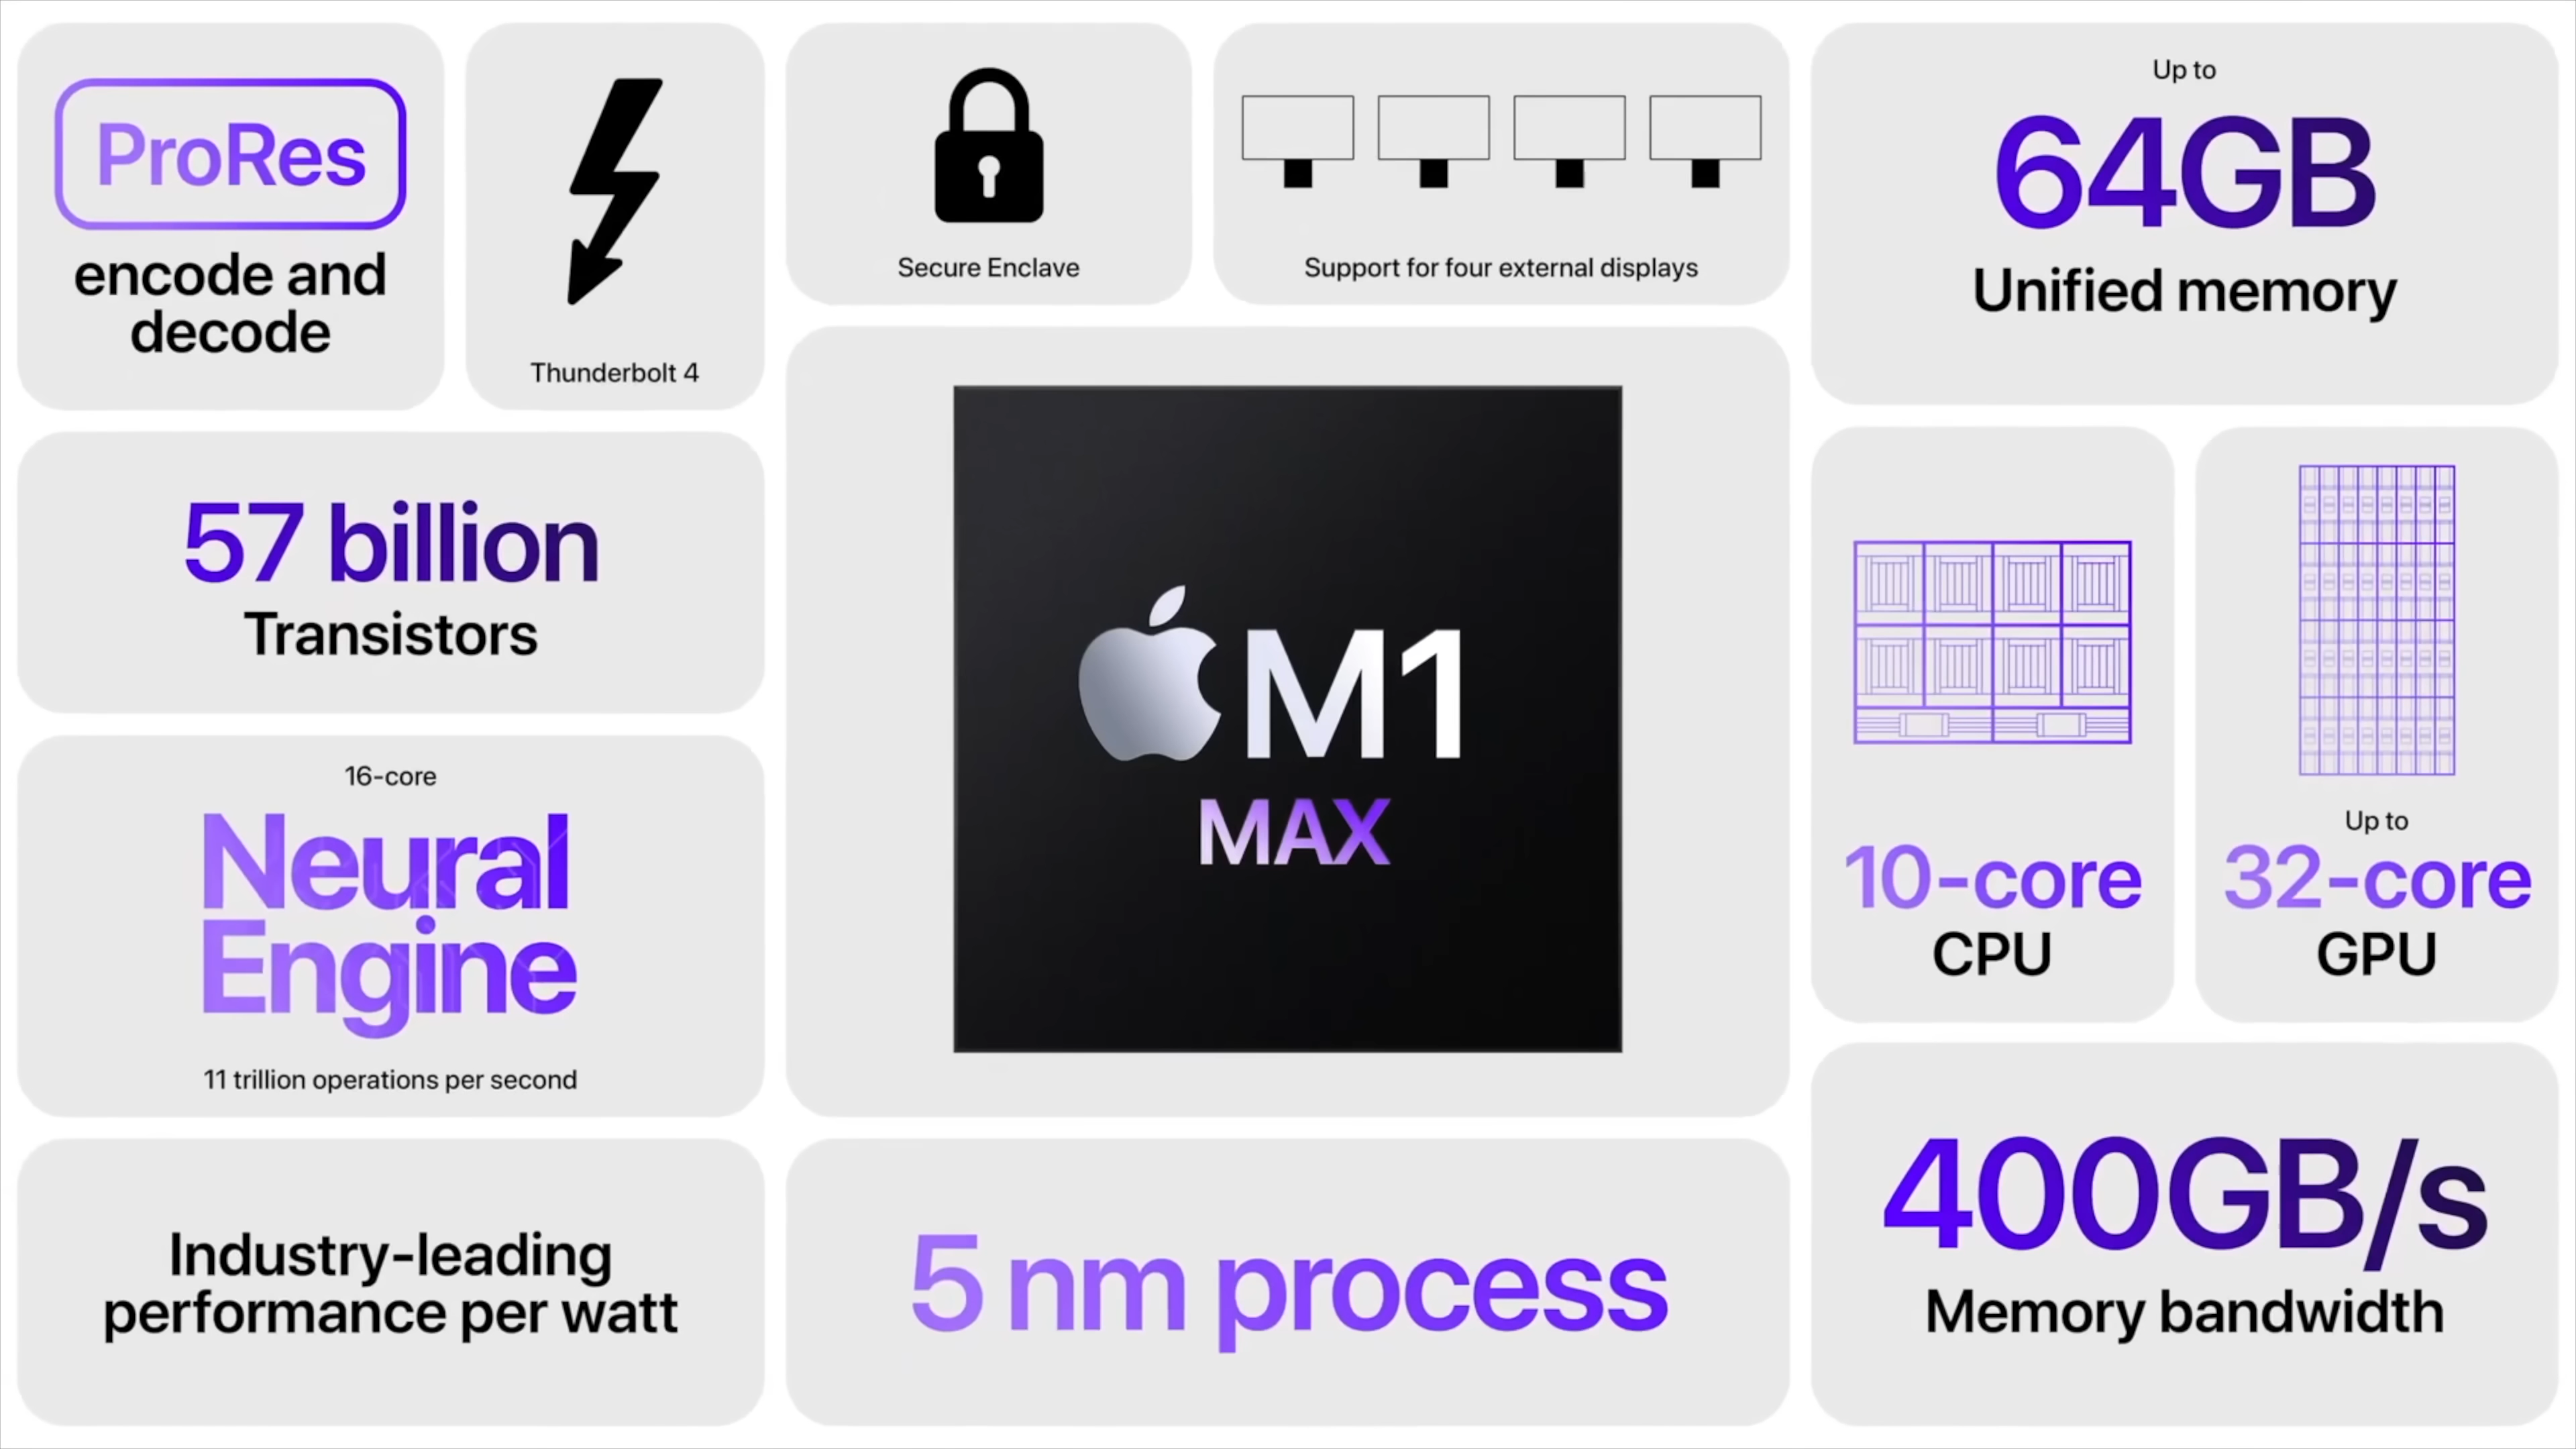 ProRes
encode and
decode
Thunderbolt 4
Secure Enclave
Support for four external displays
Up to
64GB
Unified memory
57 billion
Transistors
M1
MAX
16-core
Neural
Engine
11 trillion operations per second
10-core
CPU
Up to
32-core
GPU
Industry-leading
performance per watt
5 nm process
400GB/s
Memory bandwidth